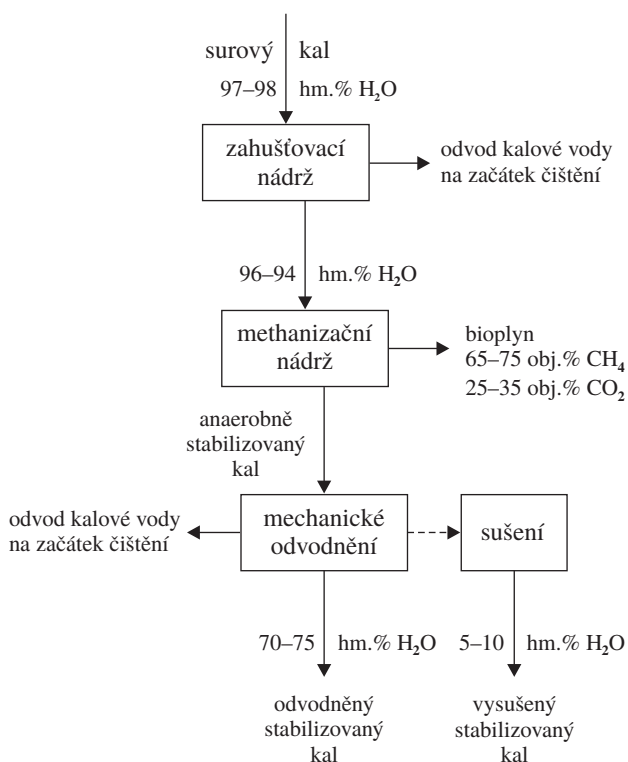 surový kal
97–98 hm.% H₂O
zahušťovací
nádrž
odvod kalové vody
na začátek čištění
96–94 hm.% H₂O
methanizační
nádrž
bioplyn
65–75 obj.% CH₄
25–35 obj.% CO₂
anaerobně
stabilizovaný
kal
odvod kalové vody
na začátek čištění
mechanické
odvodnění
sušení
70–75 hm.% H₂O
5–10 hm.% H₂O
odvodněný
stabilizovaný
kal
vysušený
stabilizovaný
kal